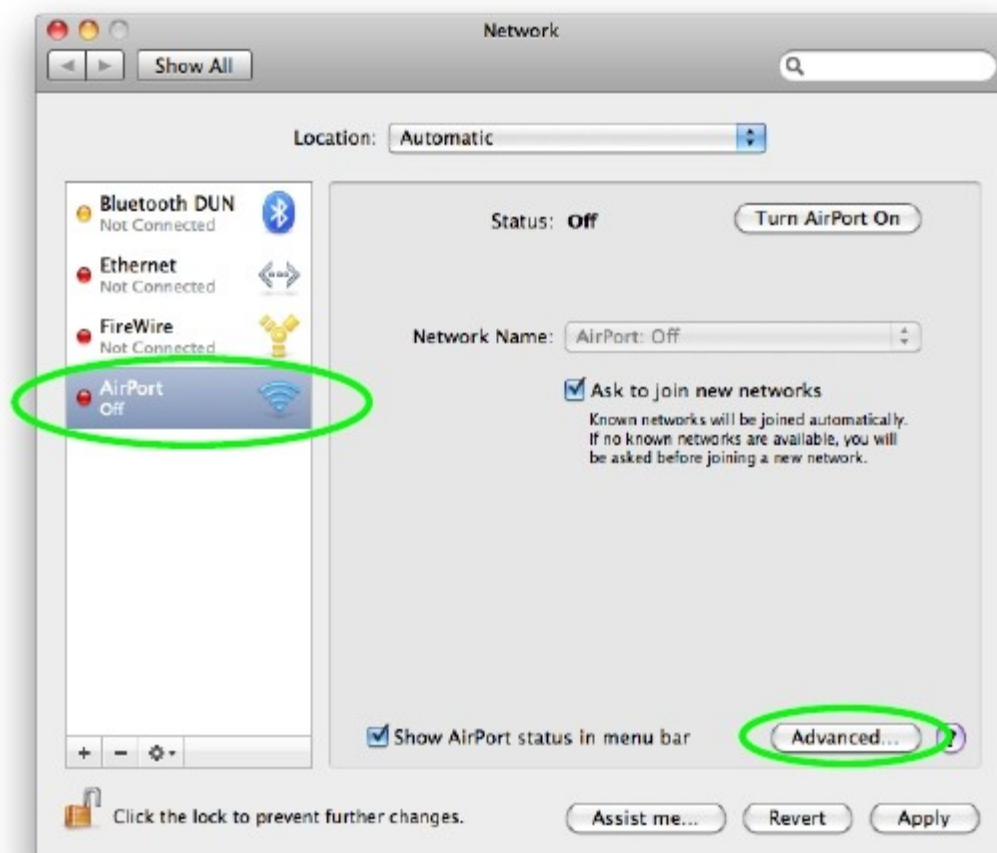 Network
Show All
Location: Automatic
Bluetooth DUN
Not Connected
Ethernet
Not Connected
FireWire
Not Connected
AirPort
Off
Status: Off
Turn AirPort On
Network Name: AirPort: Off
Ask to join new networks
Known networks will be joined automatically.
If no known networks are available, you will
be asked before joining a new network.
Show AirPort status in menu bar
Advanced...
?
+ −
Click the lock to prevent further changes.
Assist me...
Revert
Apply